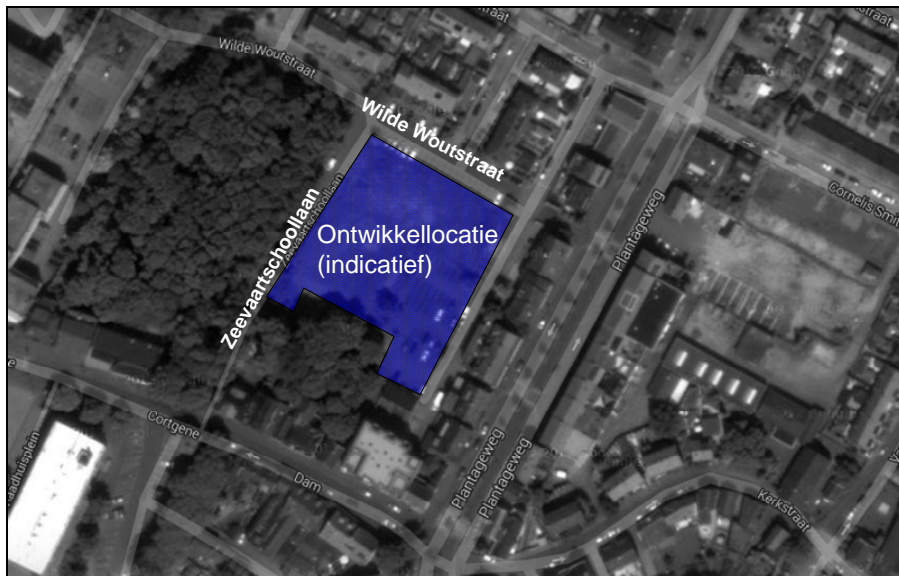 Wilde Woutstraat
Wilde Woutstraat
Zeevaartschoollaan
Ontwikkellocatie
(indicatief)
Plantageweg
Cornelis Smit
Cortgene
Dam
Plantageweg
Plantageweg
Kerkstraat